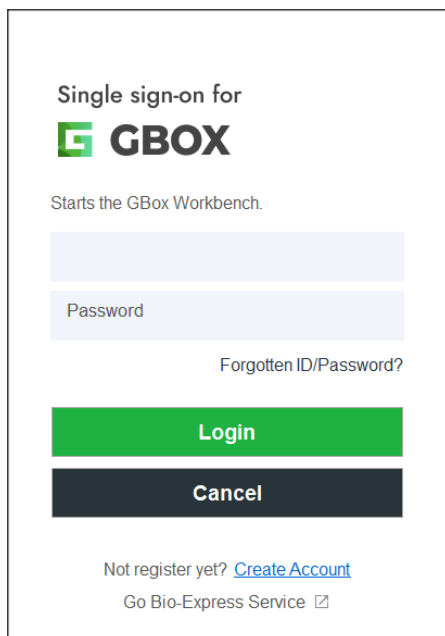 Single sign-on for
GBOX
Starts the GBox Workbench.
Password
Forgotten ID/Password?
Login
Cancel
Not register yet? Create Account
Go Bio-Express Service